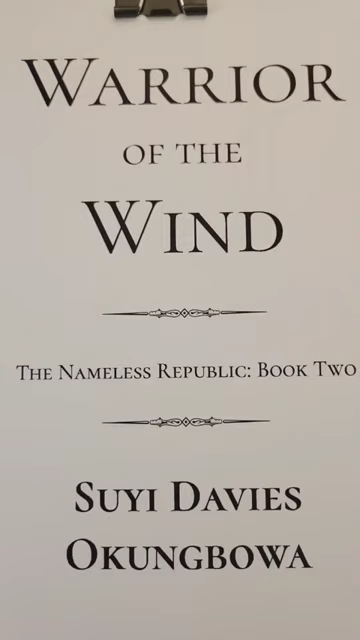 WARRIOR
OF THE
WIND
THE NAMELESS REPUBLIC: BOOK TWO
SUYI DAVIES
OKUNGBOWA